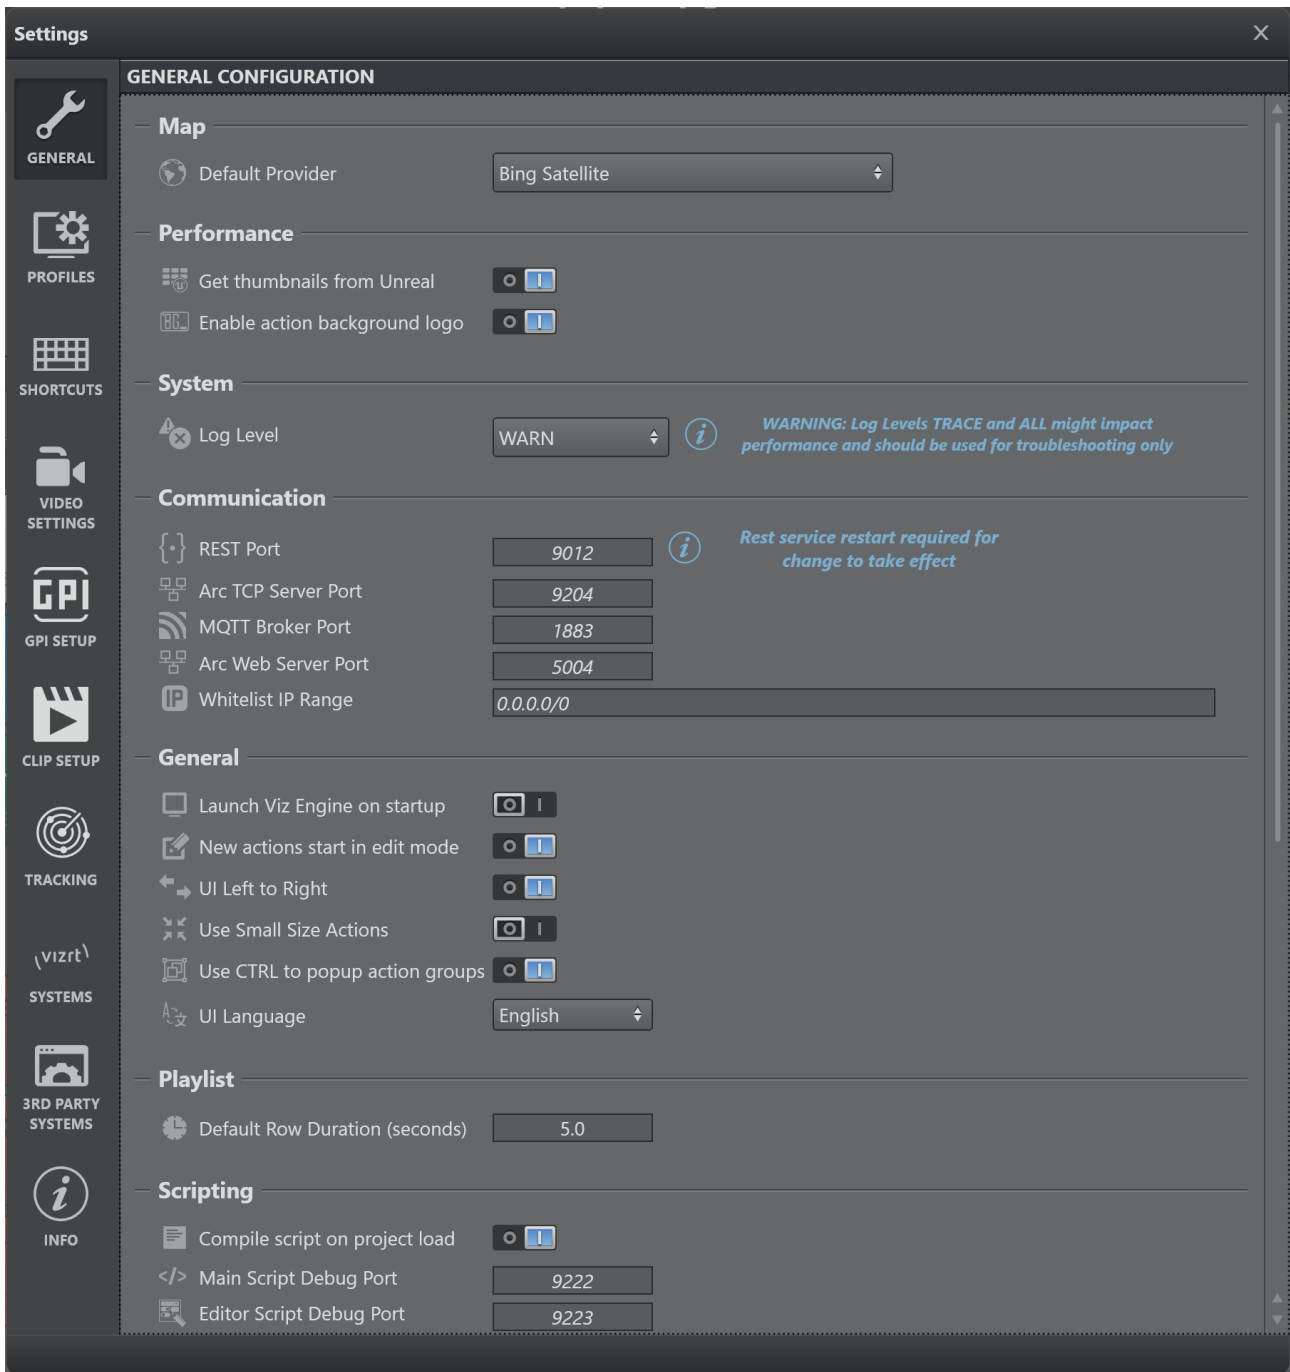 Settings
X
GENERAL CONFIGURATION
GENERAL
PROFILES
SHORTCUTS
VIDEO
SETTINGS
GPI
GPI SETUP
CLIP SETUP
TRACKING
vizrt
SYSTEMS
3RD PARTY
SYSTEMS
INFO
Map
Default Provider
Bing Satellite
Performance
Get thumbnails from Unreal
Enable action background logo
System
Log Level
WARN
WARNING: Log Levels TRACE and ALL might impact
performance and should be used for troubleshooting only
Communication
REST Port
9012
Rest service restart required for
change to take effect
Arc TCP Server Port
9204
MQTT Broker Port
1883
Arc Web Server Port
5004
IP
Whitelist IP Range
0.0.0.0/0
General
Launch Viz Engine on startup
New actions start in edit mode
UI Left to Right
Use Small Size Actions
Use CTRL to popup action groups
UI Language
English
Playlist
Default Row Duration (seconds)
5.0
Scripting
Compile script on project load
Main Script Debug Port
9222
Editor Script Debug Port
9223